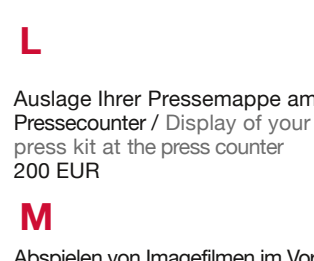 L
Auslage Ihrer Pressemappe am
Pressecounter / Display of your
press kit at the press counter
200 EUR
M
Abspielen von Imagefilmen im Vor